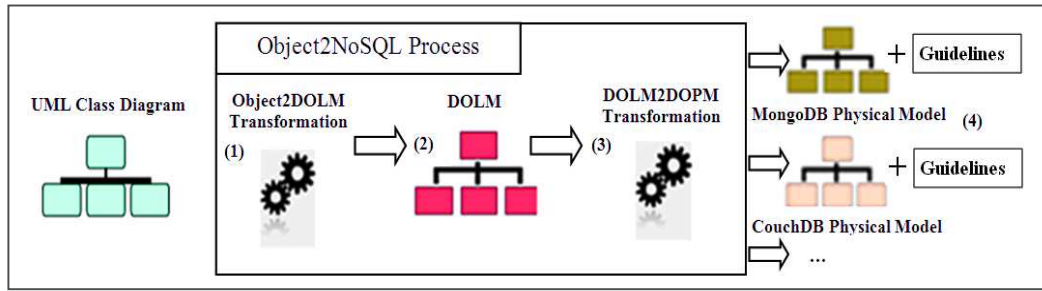 Object2NoSQL Process
UML Class Diagram
Object2DOLM
Transformation
(1)
DOLM
(2)
DOLM2DOPM
Transformation
(3)
+ Guidelines
MongoDB Physical Model (4)
+ Guidelines
CouchDB Physical Model
...